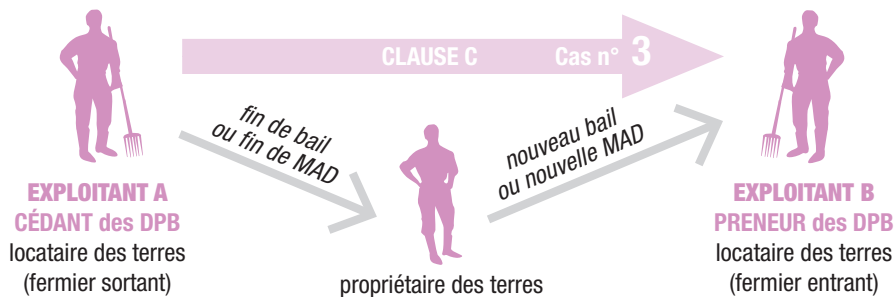 CLAUSE C Cas n° 3
fin de bail
ou fin de MAD
nouveau bail
ou nouvelle MAD
EXPLOITANT A
CÉDANT des DPB
locataire des terres
(fermier sortant)
propriétaire des terres
EXPLOITANT B
PRENEUR des DPB
locataire des terres
(fermier entrant)